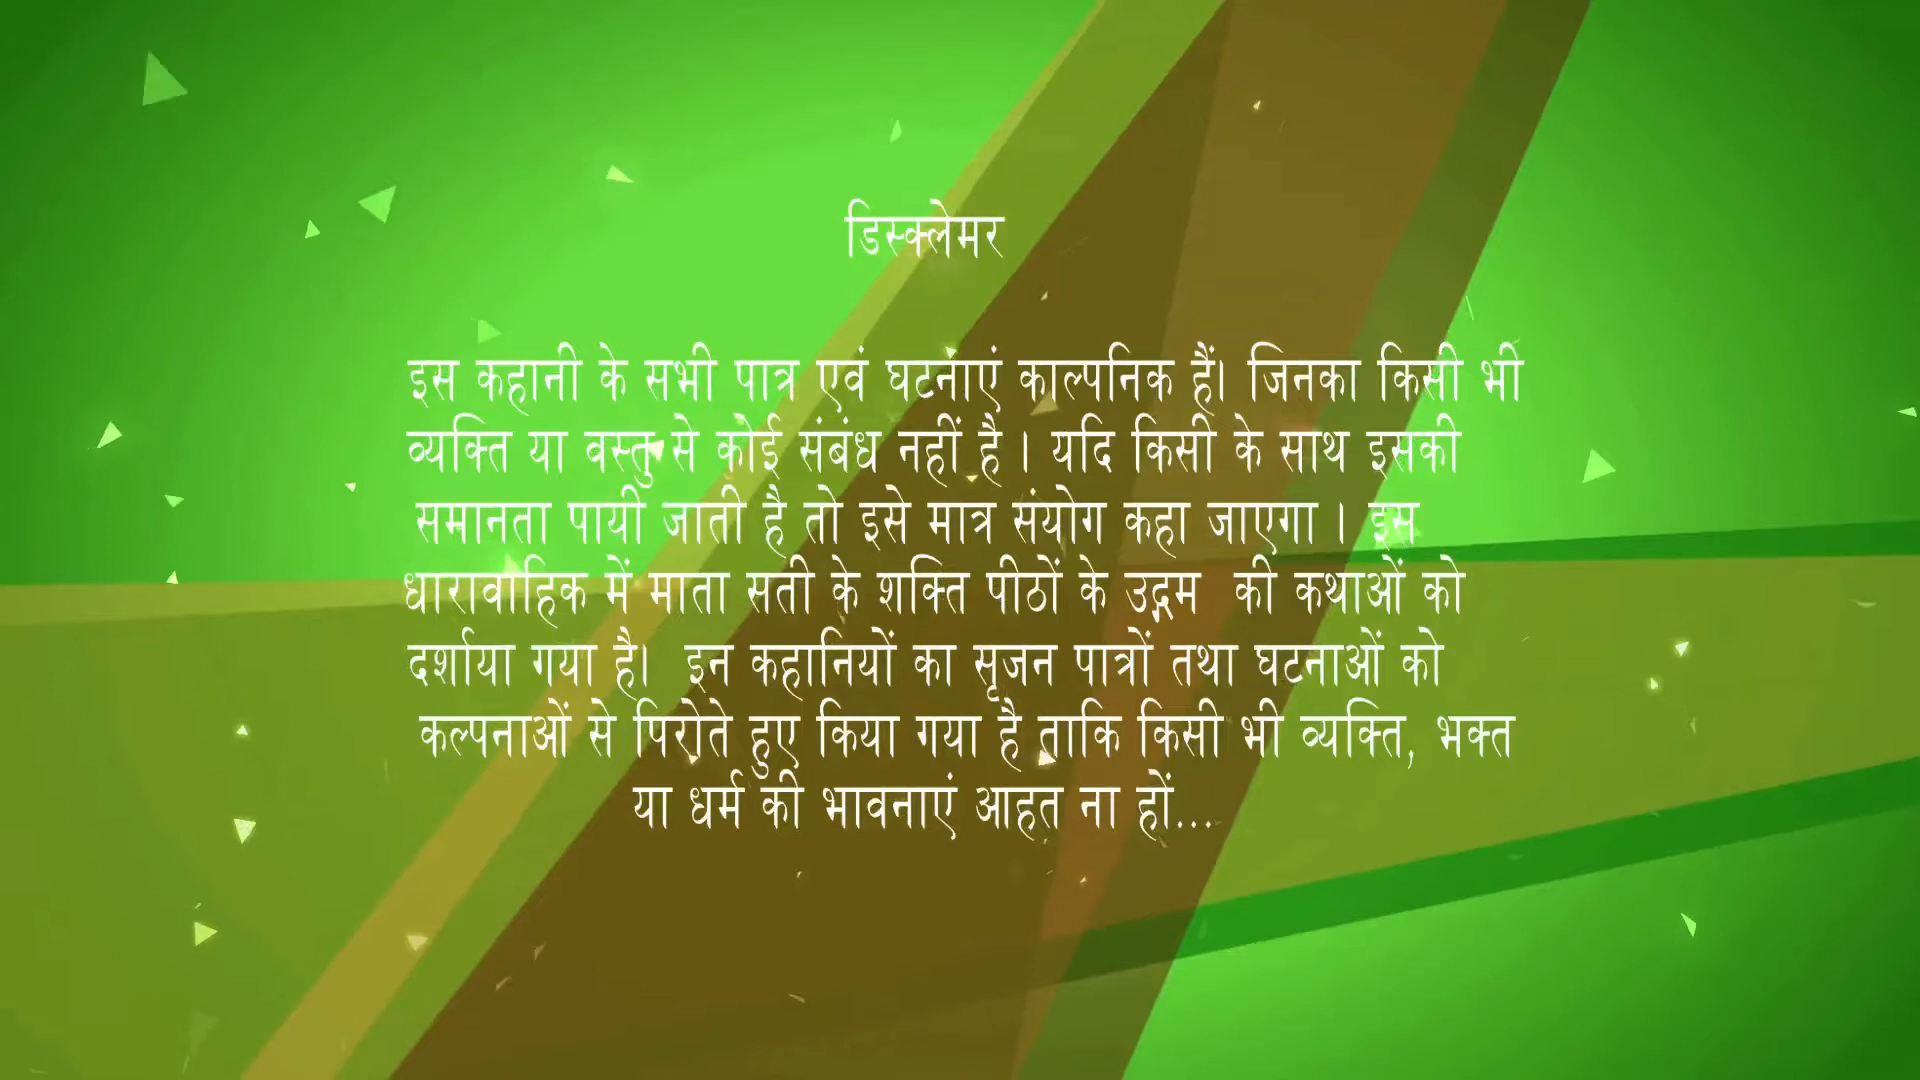 डिस्क्लेमर
इस कहानी के सभी पात्र एवं घटनाएं काल्पनिक हैं। जिनका किसी भी
व्यक्ति या वस्तु से कोई संबंध नहीं है । यदि किसी के साथ इसकी
समानता पायी जाती है तो इसे मात्र संयोग कहा जाएगा । इस
धारावाहिक में माता सती के शक्ति पीठों के उद्गम की कथाओं को
दर्शाया गया है। इन कहानियों का सृजन पात्रों तथा घटनाओं को
कल्पनाओं से पिरोते हुए किया गया है ताकि किसी भी व्यक्ति, भक्त
या धर्म की भावनाएं आहत ना हों...